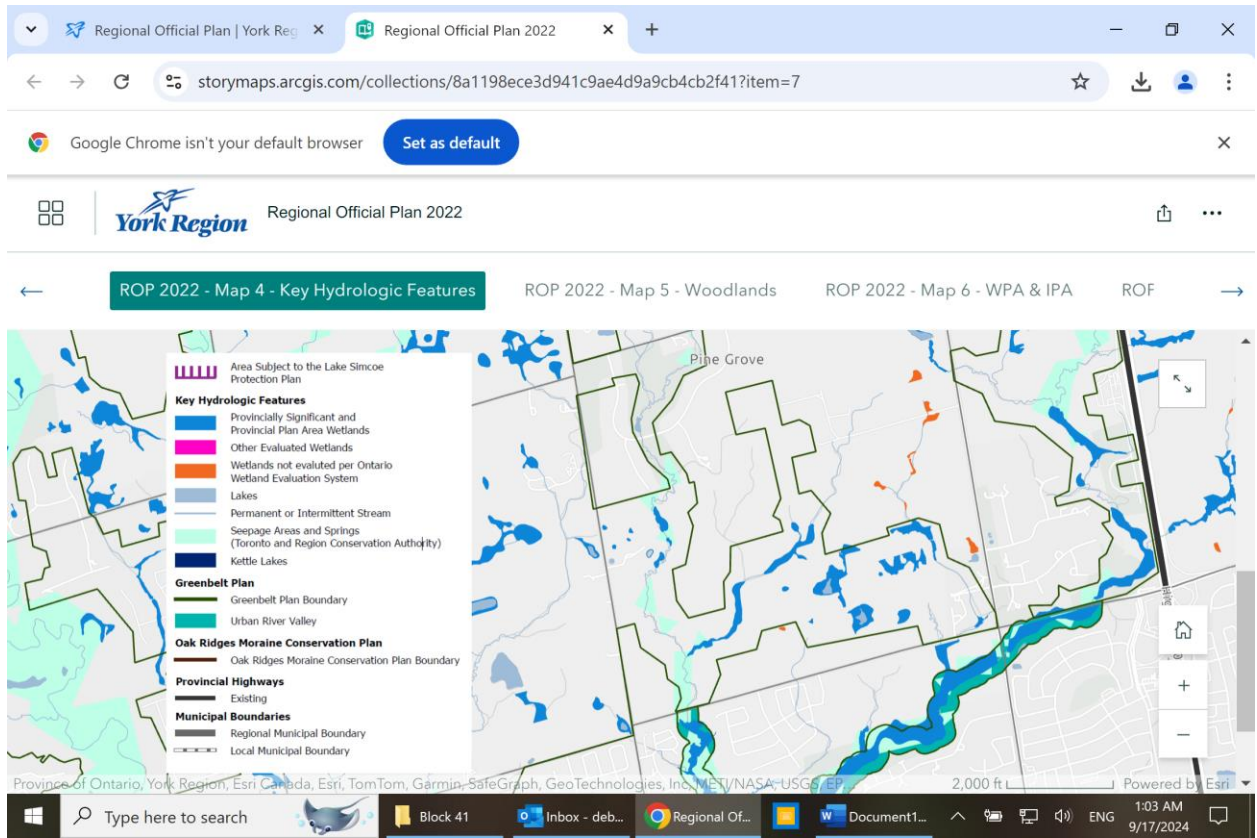 Regional Official Plan | York Reg
Regional Official Plan 2022
storymaps.arcgis.com/collections/8a1198ece3d941c9ae4d9a9cb4cb2f41?item=7
Google Chrome isn't your default browser
Set as default
York Region
Regional Official Plan 2022
ROP 2022 - Map 4 - Key Hydrologic Features
ROP 2022 - Map 5 - Woodlands
ROP 2022 - Map 6 - WPA & IPA
ROP
Pine Grove
Area Subject to the Lake Simcoe
Protection Plan
Key Hydrologic Features
Provincially Significant and
Provincial Plan Area Wetlands
Other Evaluated Wetlands
Wetlands not evaluted per Ontario
Wetland Evaluation System
Lakes
Permanent or Intermittent Stream
Seepage Areas and Springs
(Toronto and Region Conservation Authority)
Kettle Lakes
Greenbelt Plan
Greenbelt Plan Boundary
Urban River Valley
Oak Ridges Moraine Conservation Plan
Oak Ridges Moraine Conservation Plan Boundary
Provincial Highways
Existing
Municipal Boundaries
Regional Municipal Boundary
Local Municipal Boundary
Province of Ontario, York Region, Esri Canada, Esri, TomTom, Garmin, SafeGraph, GeoTechnologies, Inc, METI/NASA, USGS, EP...
2,000 ft
Powered by Esri
Type here to search
Block 41
Inbox - deb...
Regional Of...
Document1...
ENG
1:03 AM
9/17/2024